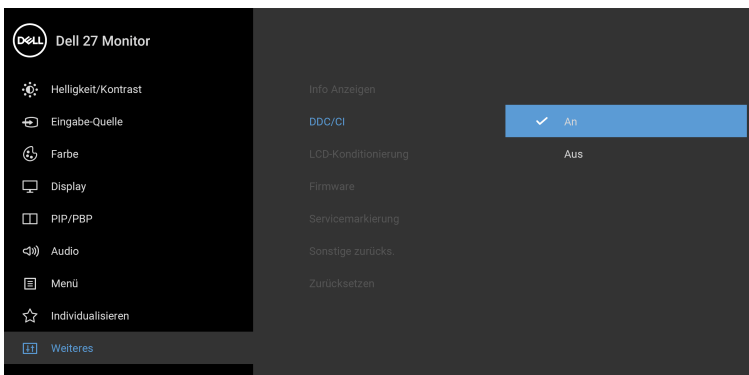 DELL Dell 27 Monitor
Helligkeit/Kontrast Info Anzeigen
Eingabe-Quelle DDC/CI An
Farbe LCD-Konditionierung Aus
Display Firmware
PIP/PBP Servicemarkierung
Audio Sonstige zurücks.
Menü Zurücksetzen
Individualisieren
Weiteres